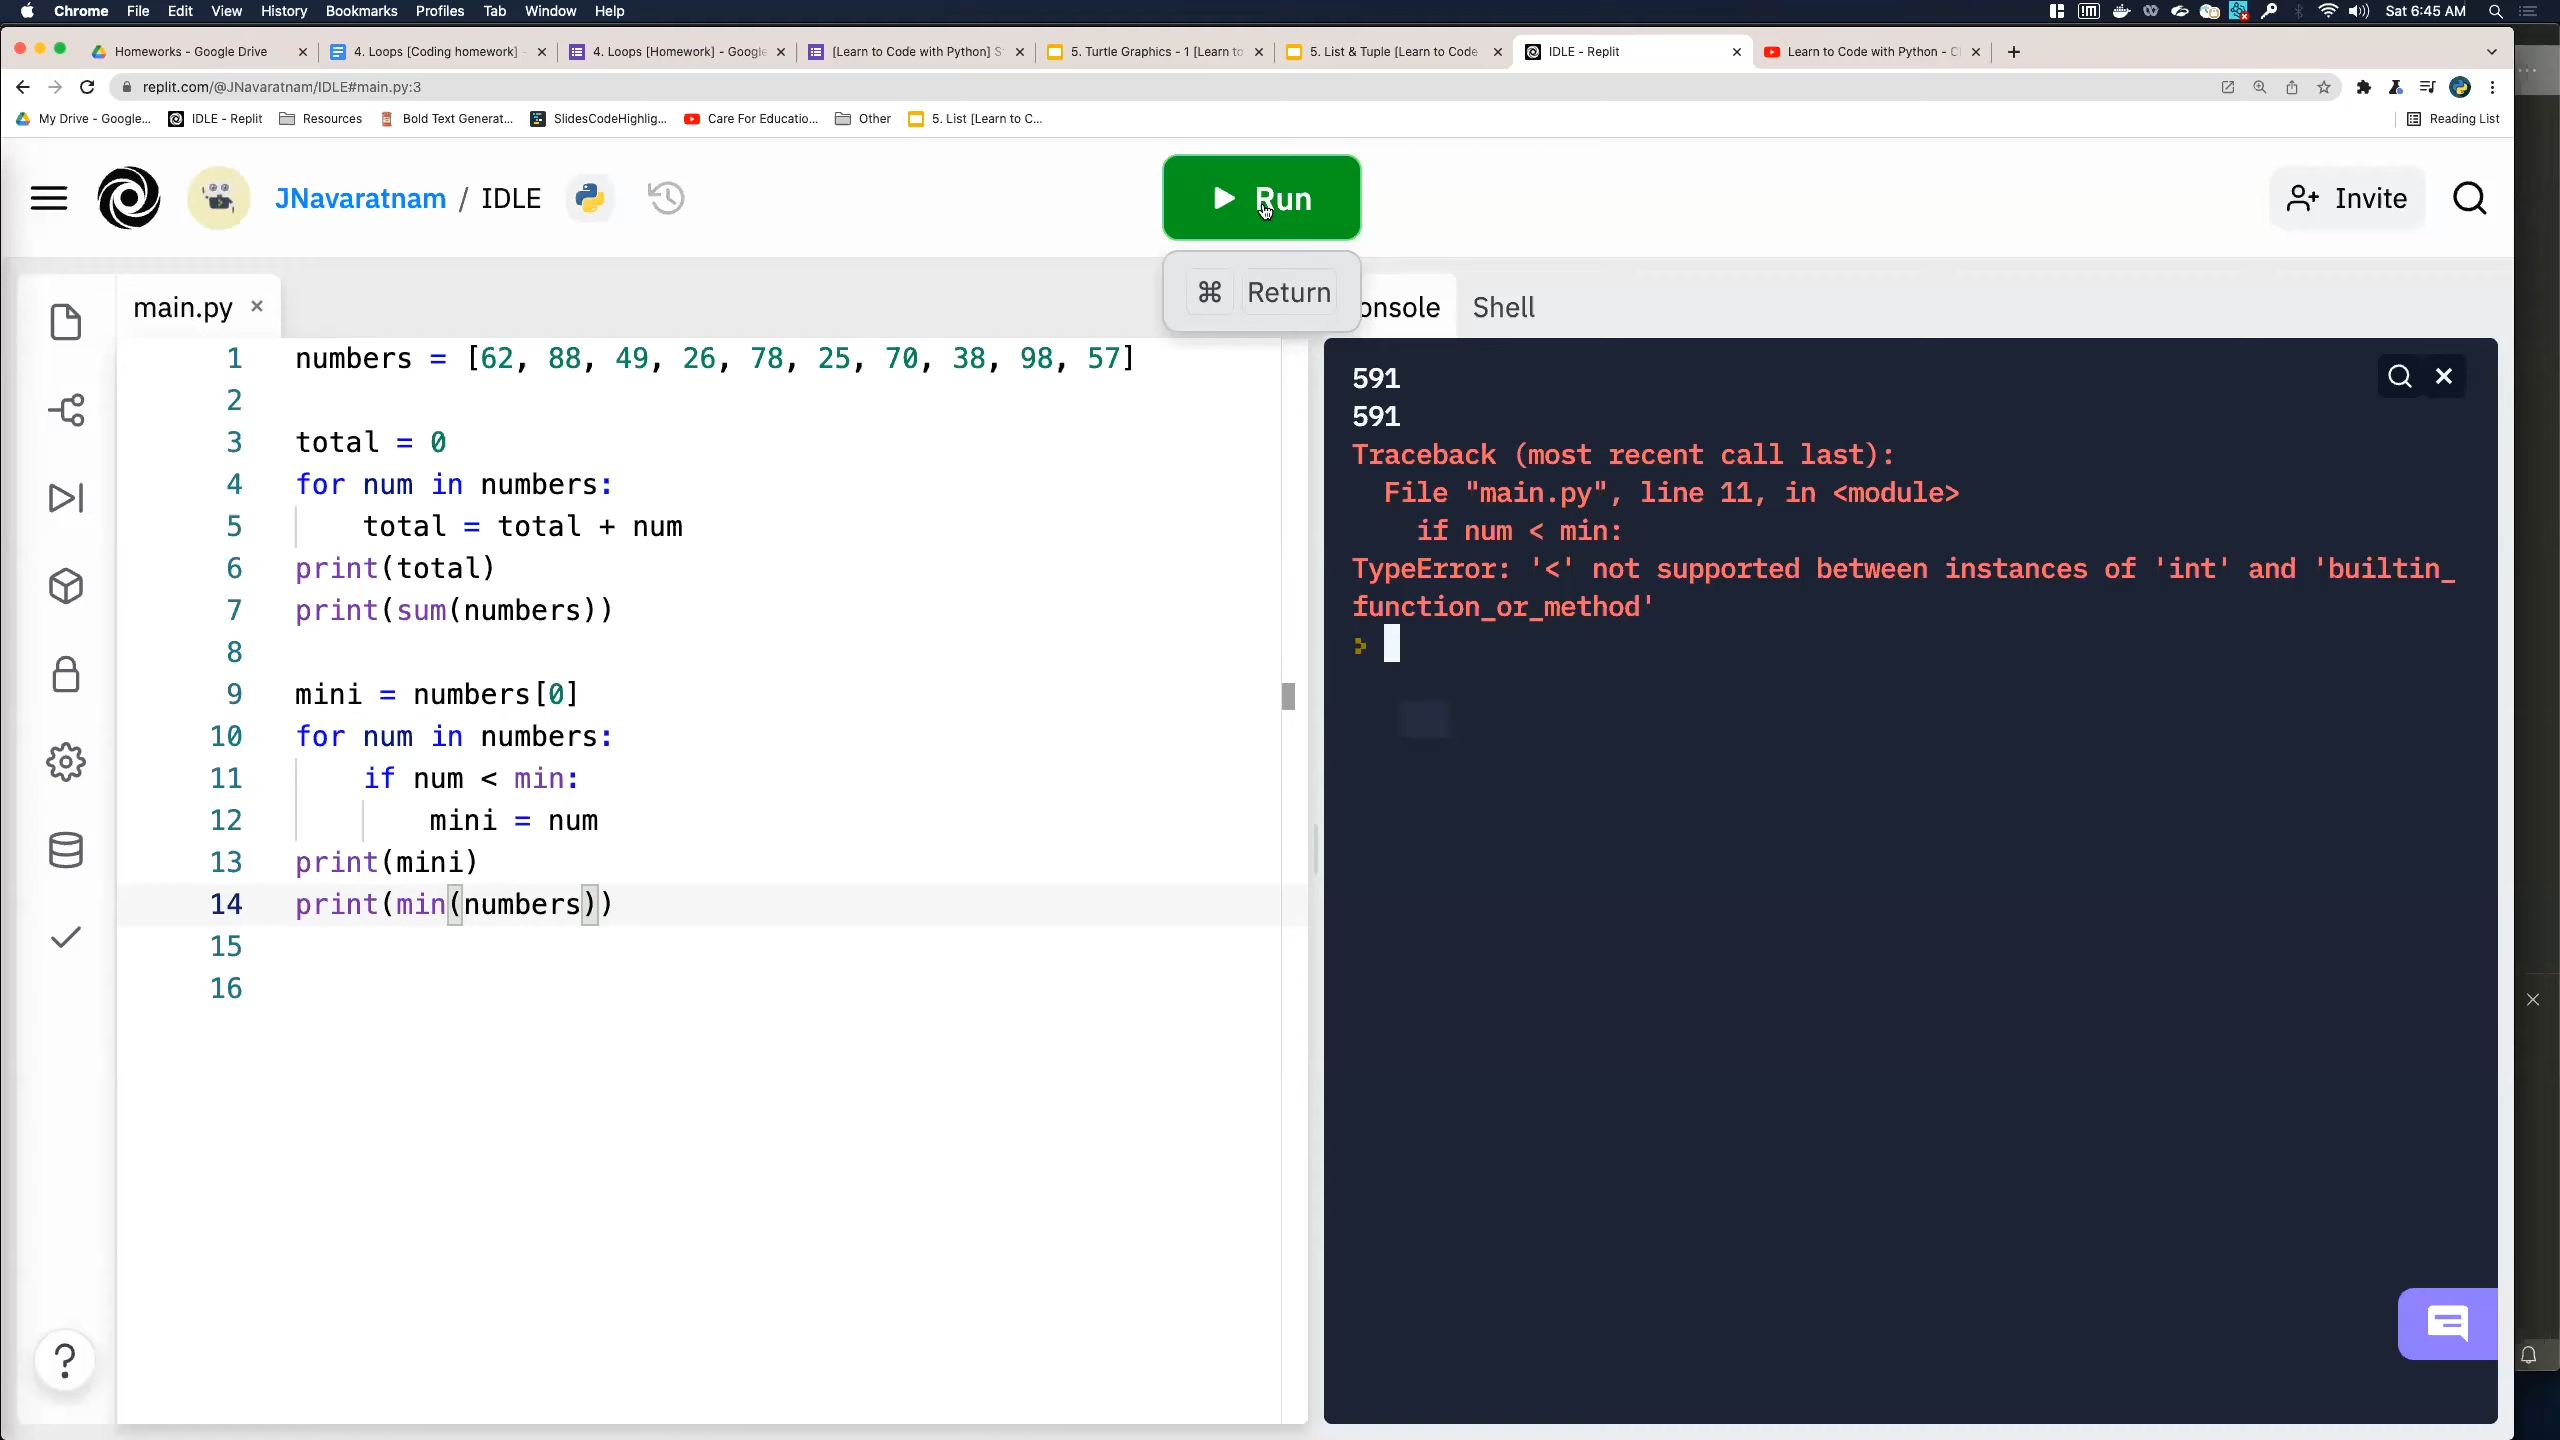 Chrome File Edit View History Bookmarks Profiles Tab Window Help Sat 6:45 AM
Homeworks - Google Drive 4. Loops [Coding homework] - 4. Loops [Homework] - Google [Learn to Code with Python] S 5. Turtle Graphics - 1 [Learn to 5. List & Tuple [Learn to Code IDLE - Replit Learn to Code with Python - Cl
replit.com/@JNavaratnam/IDLE#main.py:3
My Drive - Google... IDLE - Replit Resources Bold Text Generat... SlidesCodeHighlig... Care For Educatio... Other 5. List [Learn to C... Reading List
JNavaratnam / IDLE Run Invite
⌘ Return
main.py onsole Shell
1 numbers = [62, 88, 49, 26, 78, 25, 70, 38, 98, 57]
2
3 total = 0
4 for num in numbers:
5 total = total + num
6 print(total)
7 print(sum(numbers))
8
9 mini = numbers[0]
10 for num in numbers:
11 if num < min:
12 mini = num
13 print(mini)
14 print(min(numbers))
15
16
591
591
Traceback (most recent call last):
File "main.py", line 11, in <module>
if num < min:
TypeError: '<' not supported between instances of 'int' and 'builtin_
function_or_method'
?